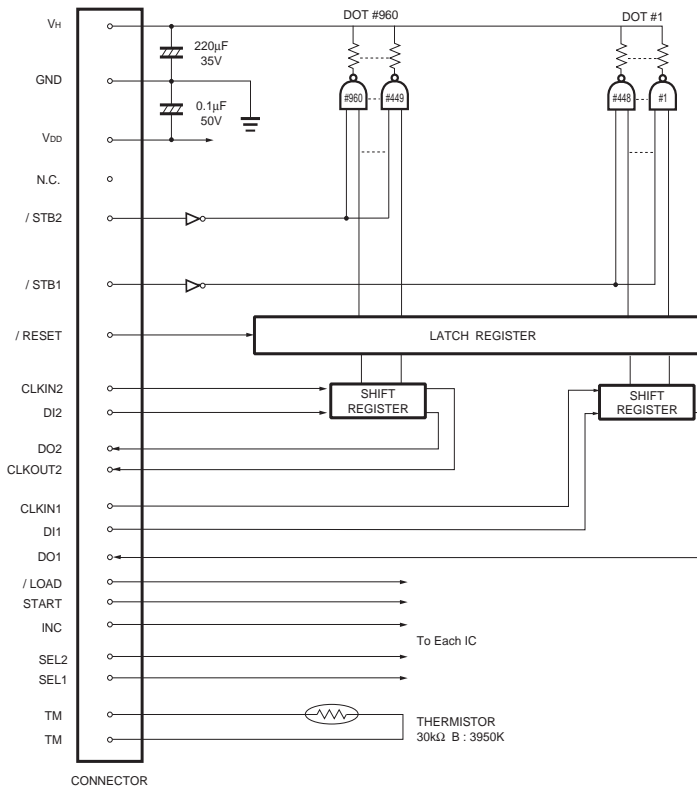 DOT #960
DOT #1
VH
220μF
35V
GND
#960
#449
#448
#1
0.1μF
50V
VDD
N.C.
/ STB2
/ STB1
/ RESET
LATCH REGISTER
CLKIN2
SHIFT
REGISTER
SHIFT
REGISTER
DI2
DO2
CLKOUT2
CLKIN1
DI1
DO1
/ LOAD
START
INC
To Each IC
SEL2
SEL1
TM
THERMISTOR
30kΩ B : 3950K
TM
CONNECTOR